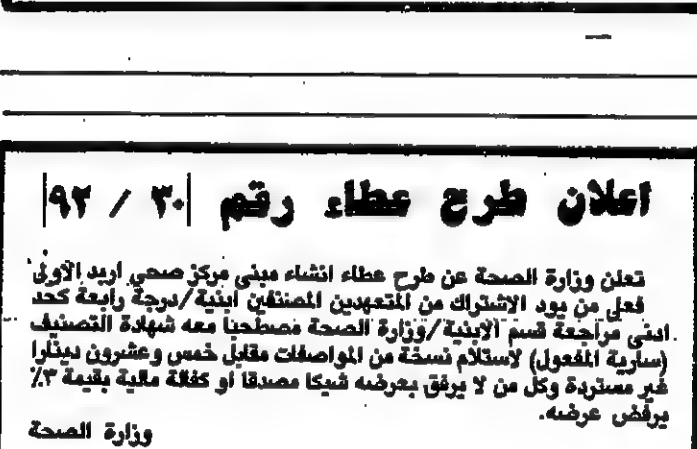 اعلان طرح عطاء رقم |٣٠ / ٩٢|
تعلن وزارة الصحة عن طرح عطاء انشاء مبنى مركز صحي اربد الاولى
فعلى من يود الاشتراك من المتعهدين المصنفين ابنية/درجة رابعة كحد
ادنى مراجعة قسم الابنية/وزارة الصحة مصطحباً معه شهادة التصنيف
(سارية المفعول) لاستلام نسخة من المواصفات مقابل خمس وعشرون دينارا
غير مستردة وكل من لا يرفق بعرضه شيكا مصدقا او كفالة مالية بقيمة ٣٪
يرفض عرضه.
وزارة الصحة